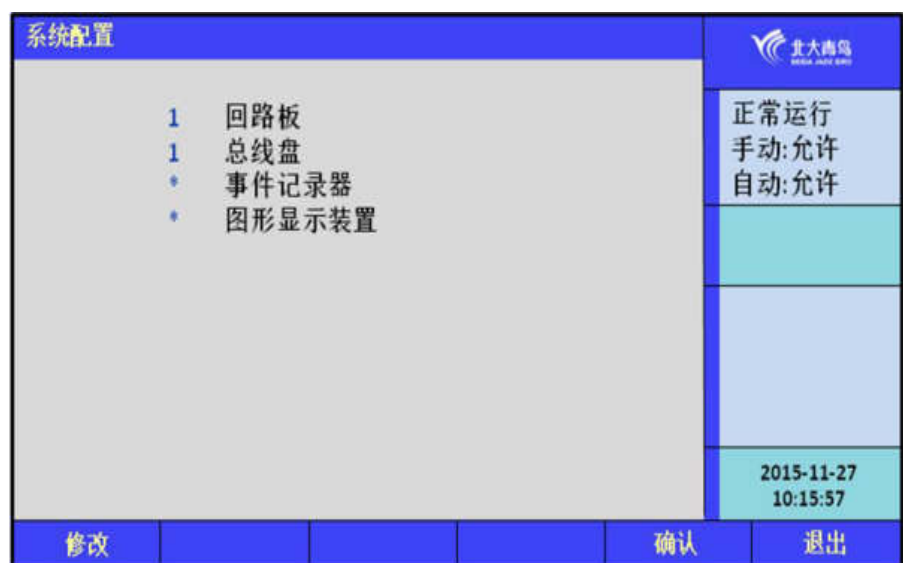 系统配置
北大青鸟
1 回路板
1 总线盘
* 事件记录器
* 图形显示装置
正常运行
手动:允许
自动:允许
2015-11-27
10:15:57
修改 确认 退出